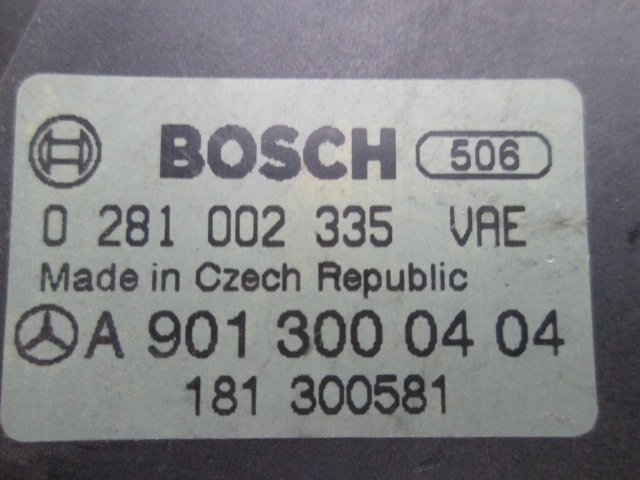 BOSCH 506
0 281 002 335 VAE
Made in Czech Republic
A 901 300 04 04
181 300581